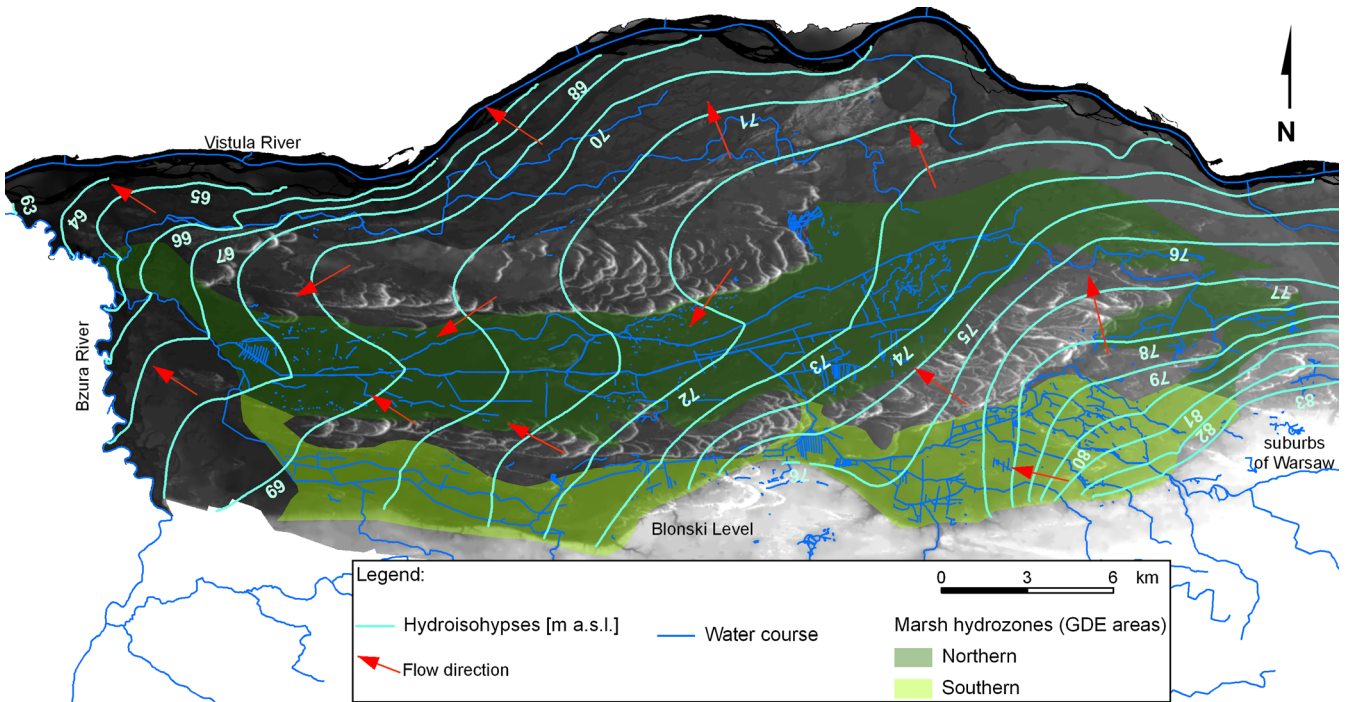 N
Vistula River
68
70
71
63
64
65
66
67
76
77
Bzura River
75
78
74
73
79
72
83
81
82
suburbs
of Warsaw
80
76
69
Blonski Level
Legend:
0 3 6 km
Hydroisohypses [m a.s.l.]
Water course
Marsh hydrozones (GDE areas)
Flow direction
Northern
Southern